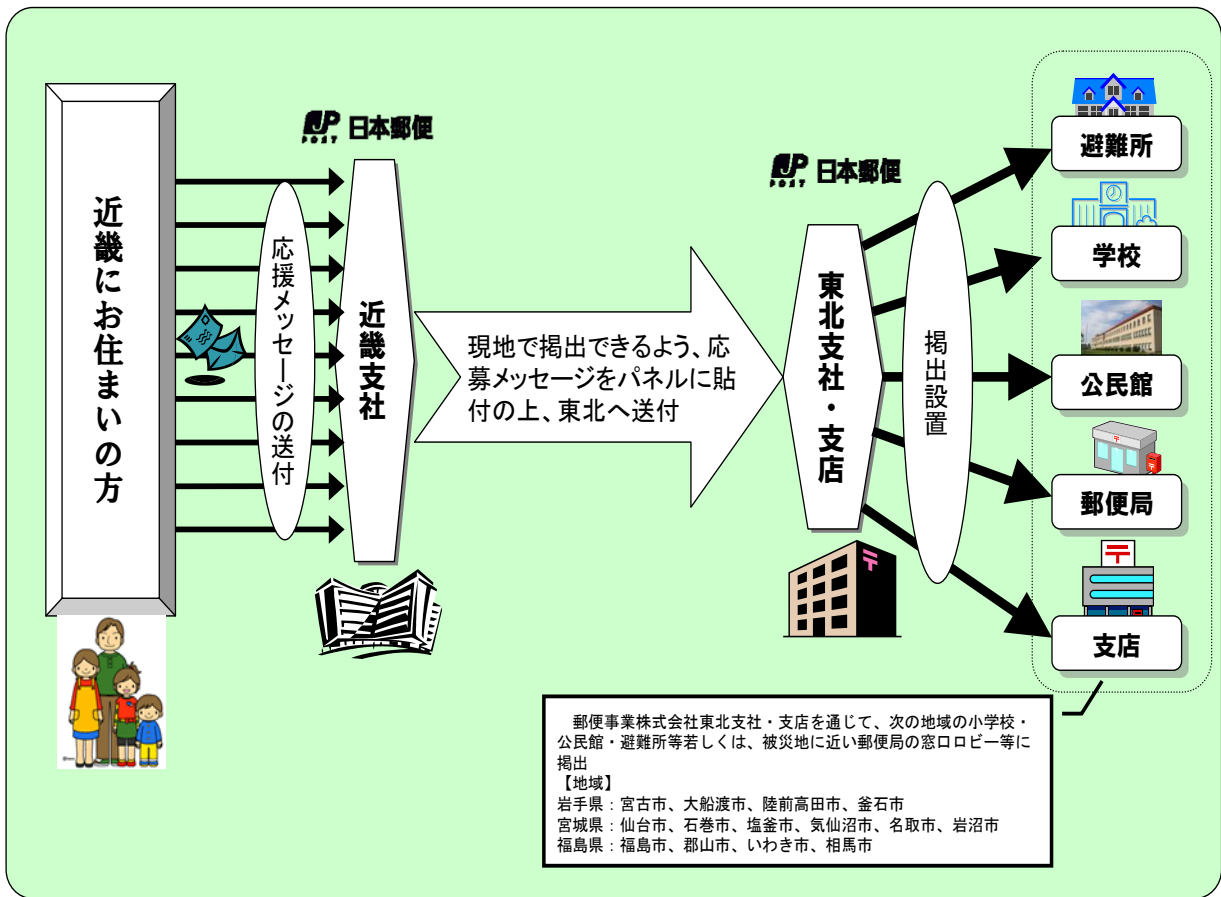 近畿にお住まいの方
応援メッセージの送付
JP POST 日本郵便
近畿支社
現地で掲出できるよう、応
募メッセージをパネルに貼
付の上、東北へ送付
JP POST 日本郵便
東北支社・支店
掲出設置
避難所
学校
公民館
郵便局
支店
郵便事業株式会社東北支社・支店を通じて、次の地域の小学校・
公民館・避難所等若しくは、被災地に近い郵便局の窓口ロビー等に
掲出
【地域】
岩手県：宮古市、大船渡市、陸前高田市、釜石市
宮城県：仙台市、石巻市、塩釜市、気仙沼市、名取市、岩沼市
福島県：福島市、郡山市、いわき市、相馬市